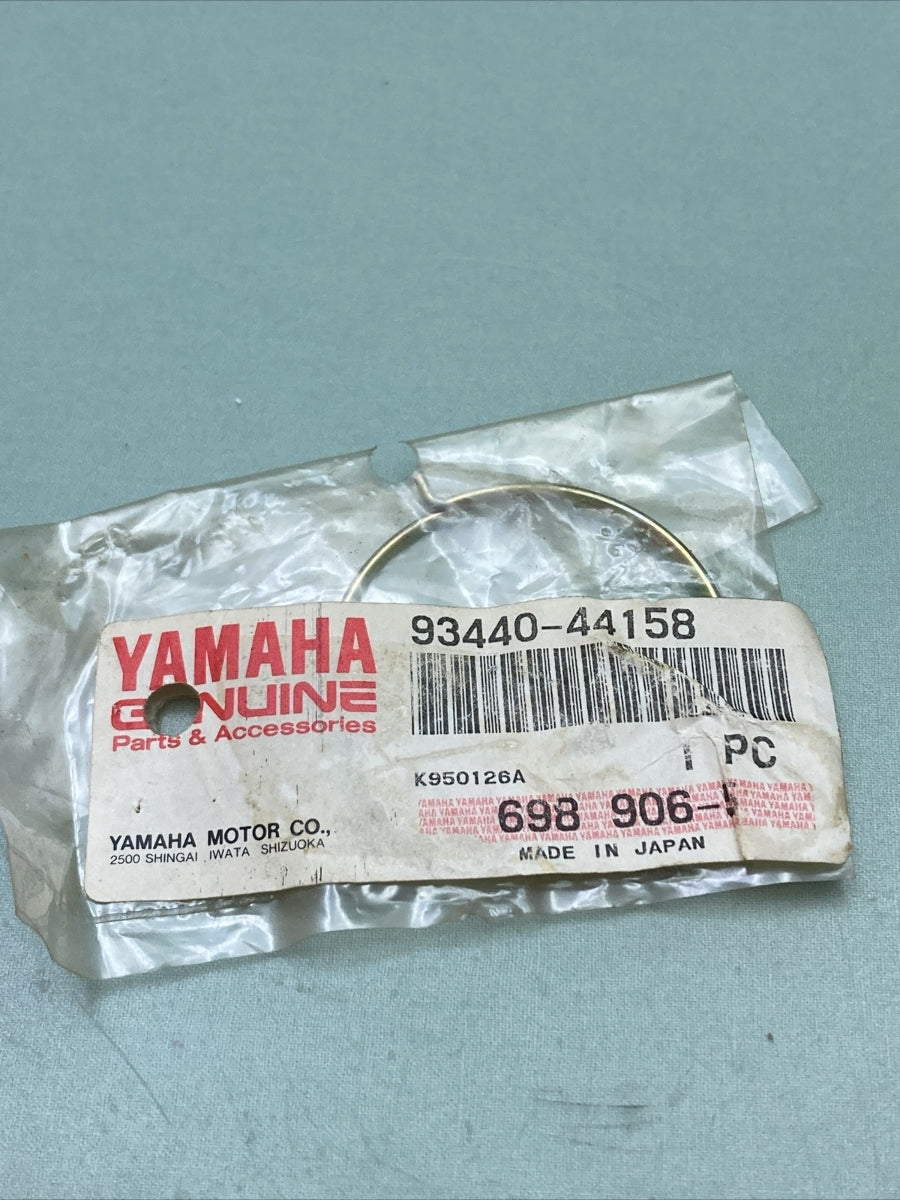 YAMAHA
GENUINE
Parts & Accessories
YAMAHA MOTOR CO.,
2500 SHINGAI IWATA SHIZUOKA
93440-44158
1 PC
K950126A
698 906-
MADE IN JAPAN